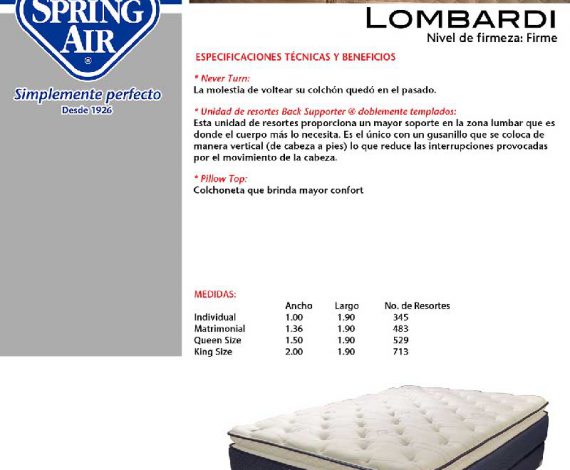 SPRING
AIR
®
Simplemente perfecto
Desde 1926
LOMBARDI
Nivel de firmeza: Firme
ESPECIFICACIONES TÉCNICAS Y BENEFICIOS
* Never Turn:
La molestia de voltear su colchón quedó en el pasado.
* Unidad de resortes Back Supporter ® doblemente templados:
Esta unidad de resortes proporciona un mayor soporte en la zona lumbar que es
donde el cuerpo más lo necesita. Es el único con un gusanillo que se coloca de
manera vertical (de cabeza a pies) lo que reduce las interrupciones provocadas
por el movimiento de la cabeza.
* Pillow Top:
Colchoneta que brinda mayor confort
MEDIDAS:
Ancho Largo No. de Resortes
Individual 1.00 1.90 345
Matrimonial 1.36 1.90 483
Queen Size 1.50 1.90 529
King Size 2.00 1.90 713